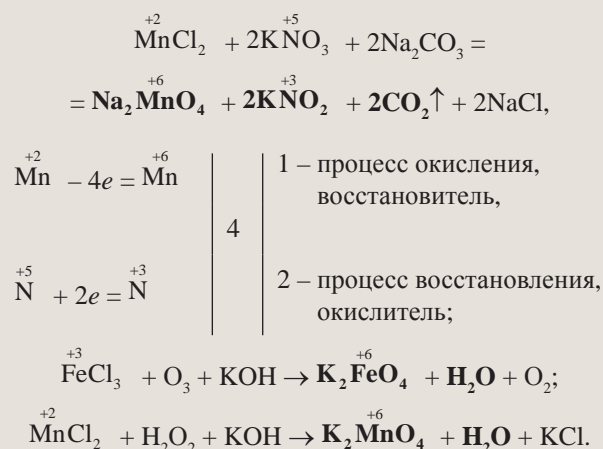 +2 +5
MnCl₂ + 2KNO₃ + 2Na₂CO₃ =
+6 +3
= Na₂MnO₄ + 2KNO₂ + 2CO₂↑ + 2NaCl,
+2 +6
Mn – 4e = Mn | | 1 – процесс окисления,
восстановитель,
4
+5 +3
N + 2e = N | | 2 – процесс восстановления,
окислитель;
+3 +6
FeCl₃ + O₃ + KOH → K₂FeO₄ + H₂O + O₂;
+2 +6
MnCl₂ + H₂O₂ + KOH → K₂MnO₄ + H₂O + KCl.